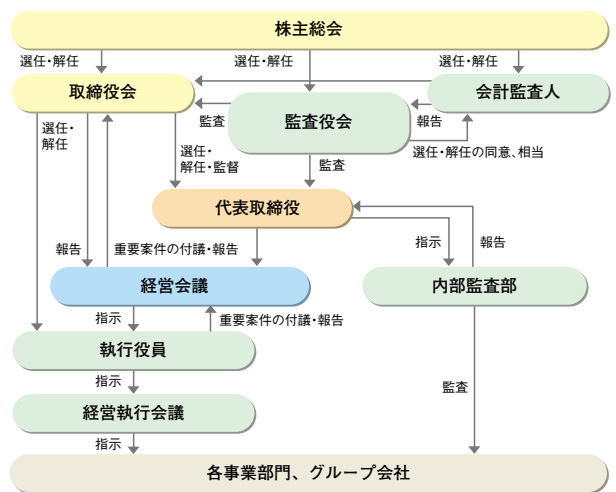 株主総会
選任・解任
選任・解任
選任・解任
取締役会
会計監査人
監査
監査役会
報告
選任・
解任
選任・
解任・監督
監査
選任・解任の同意、相当
代表取締役
報告
重要案件の付議・報告
指示
報告
経営会議
内部監査部
指示
重要案件の付議・報告
執行役員
指示
監査
経営執行会議
指示
各事業部門、グループ会社